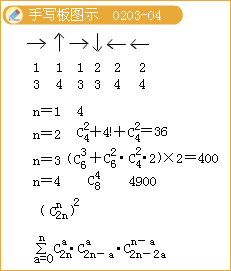 手写板图示 0203-04
→ ↑ → ↓ ← ←
1 1 1 2 2 2
3 4 3 3 4 4
n=1 4
n=2 C₄²+4!+C₄²=36
n=3 (C₆³+C₆²·C₄²·2)×2=400
n=4 C₈⁴ 4900
(C₂ₙⁿ)²
∑ₐ₌₀ⁿ C₂ₙᵃ·C₂ₙ₋ₐᵃ·C₂ₙ₋₂ₐⁿ⁻ᵃ